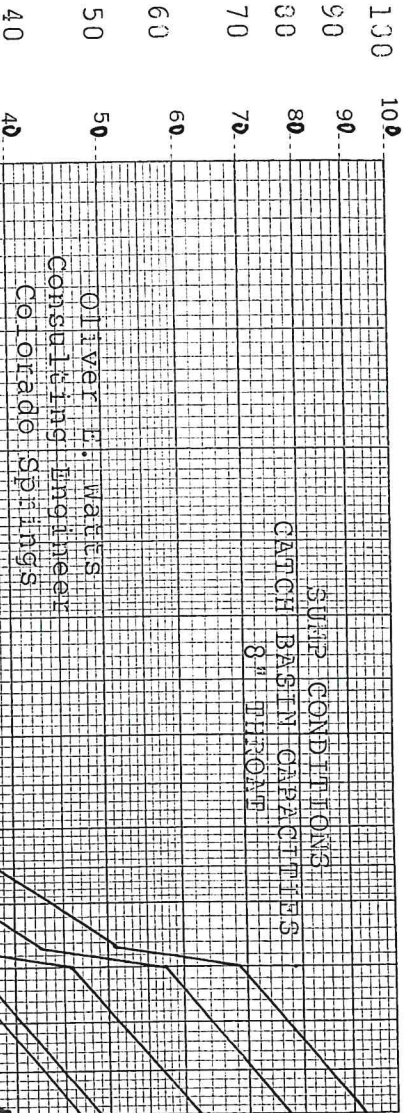 100 90 80 70 60 50 40
100 90 80 70 60 50 40
SUMP CONDITIONS
CATCH BASIN CAPACITIES
8" THROAT
Oliver E. Watts
Consulting Engineer
Colorado Springs